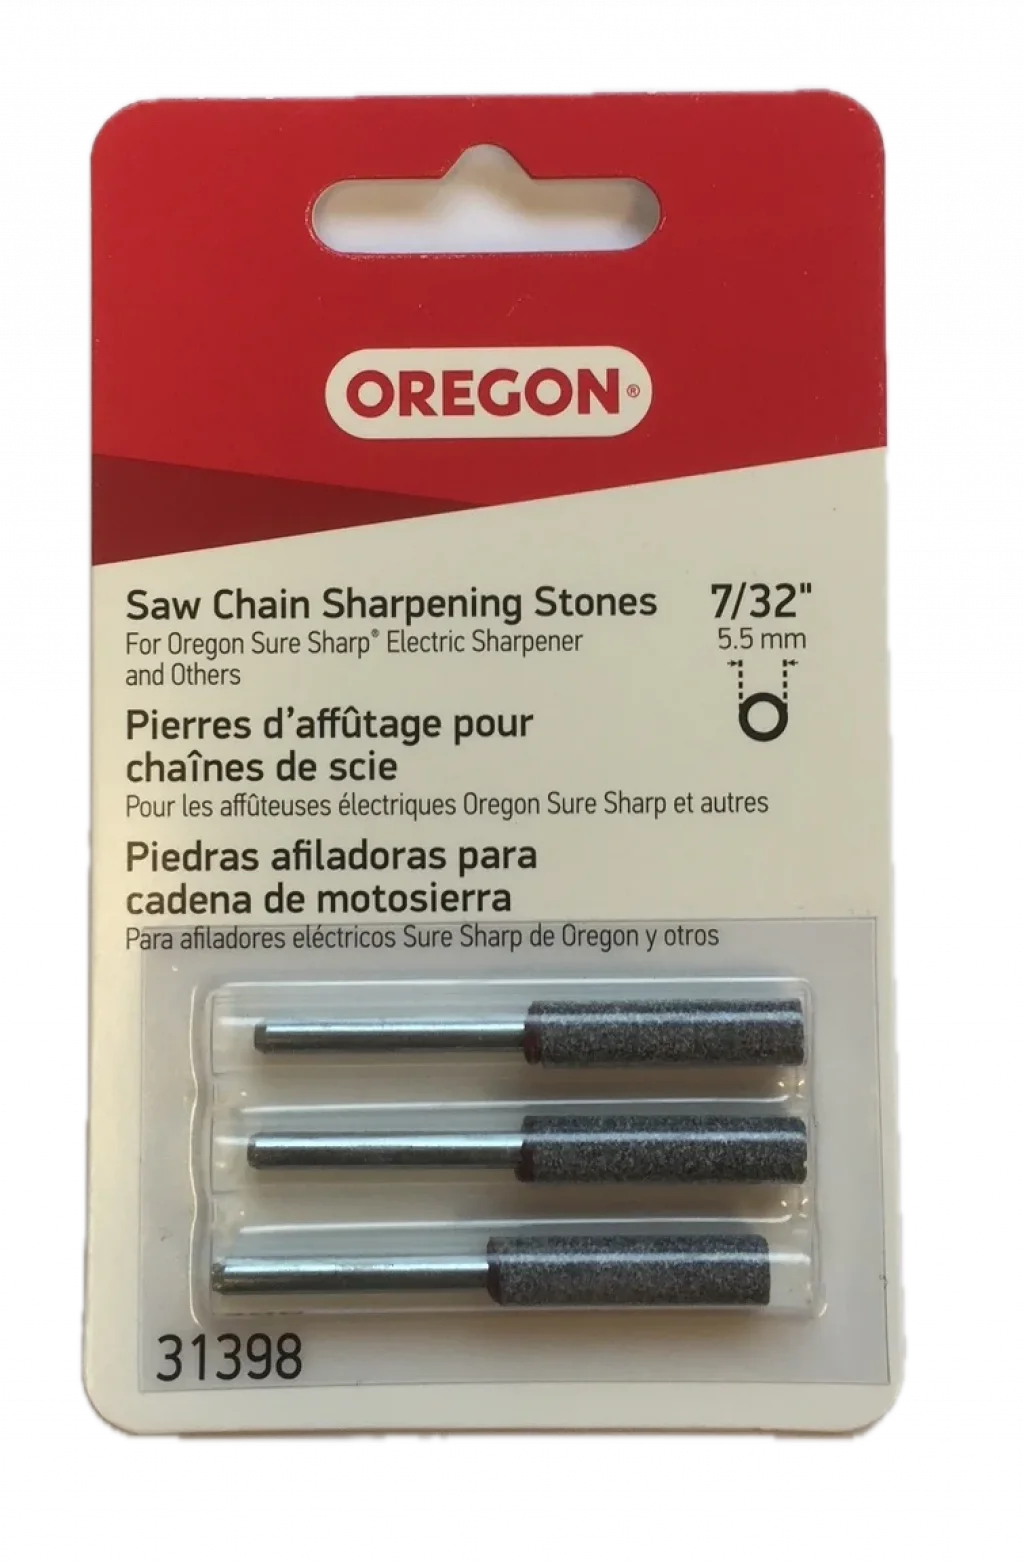 OREGON®
Saw Chain Sharpening Stones
7/32"
For Oregon Sure Sharp® Electric Sharpener
5.5 mm
and Others
Pierres d'affûtage pour
chaînes de scie
Pour les affûteuses électriques Oregon Sure Sharp et autres
Piedras afiladoras para
cadena de motosierra
Para afiladores eléctricos Sure Sharp de Oregon y otros
31398